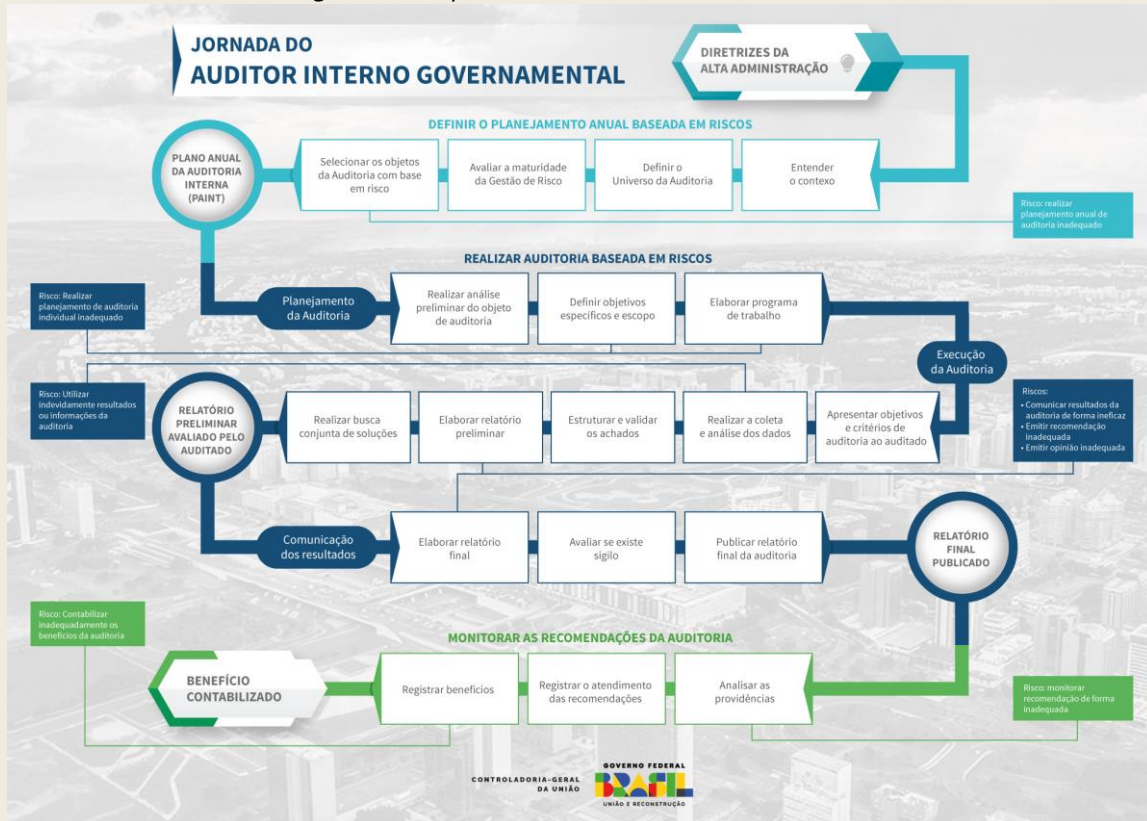 JORNADA DO
AUDITOR INTERNO GOVERNAMENTAL
DIRETRIZES DA
ALTA ADMINISTRAÇÃO
DEFINIR O PLANEJAMENTO ANUAL BASEADA EM RISCOS
PLANO ANUAL
DA AUDITORIA
INTERNA
(PAINT)
Selecionar os objetos
da Auditoria com base
em risco
Avaliar a maturidade
da Gestão de Risco
Definir o
Universo da Auditoria
Entender
o contexo
Risco: realizar
planejamento anual de
auditoria inadequado
REALIZAR AUDITORIA BASEADA EM RISCOS
Risco: Realizar
planejamento de auditoria
individual inadequado
Planejamento
da Auditoria
Realizar análise
preliminar do objeto
de auditoria
Definir objetivos
específicos e escopo
Elaborar programa
de trabalho
Execução
da Auditoria
Risco: Utilizar
indevidamente resultados
ou informações da
auditoria
RELATÓRIO
PRELIMINAR
AVALIADO PELO
AUDITADO
Realizar busca
conjunta de soluções
Elaborar relatório
preliminar
Estruturar e validar
os achados
Realizar a coleta
e análise dos dados
Apresentar objetivos
e critérios de
auditoria ao auditado
Riscos:
• Comunicar resultados da
auditoria de forma ineficaz
• Emitir recomendação
inadequada
• Emitir opinião inadequada
Comunicação
dos resultados
Elaborar relatório
final
Avaliar se existe
sigilo
Publicar relatório
final da auditoria
RELATÓRIO
FINAL
PUBLICADO
Risco: Contabilizar
inadequadamente os
benefícios da auditoria
MONITORAR AS RECOMENDAÇÕES DA AUDITORIA
BENEFÍCIO
CONTABILIZADO
Registrar benefícios
Registrar o atendimento
das recomendações
Analisar as
providências
Risco: monitorar
recomendação de forma
inadequada
CONTROLADORIA-GERAL
DA UNIÃO
GOVERNO FEDERAL
BRASIL
UNIÃO E RECONSTRUÇÃO